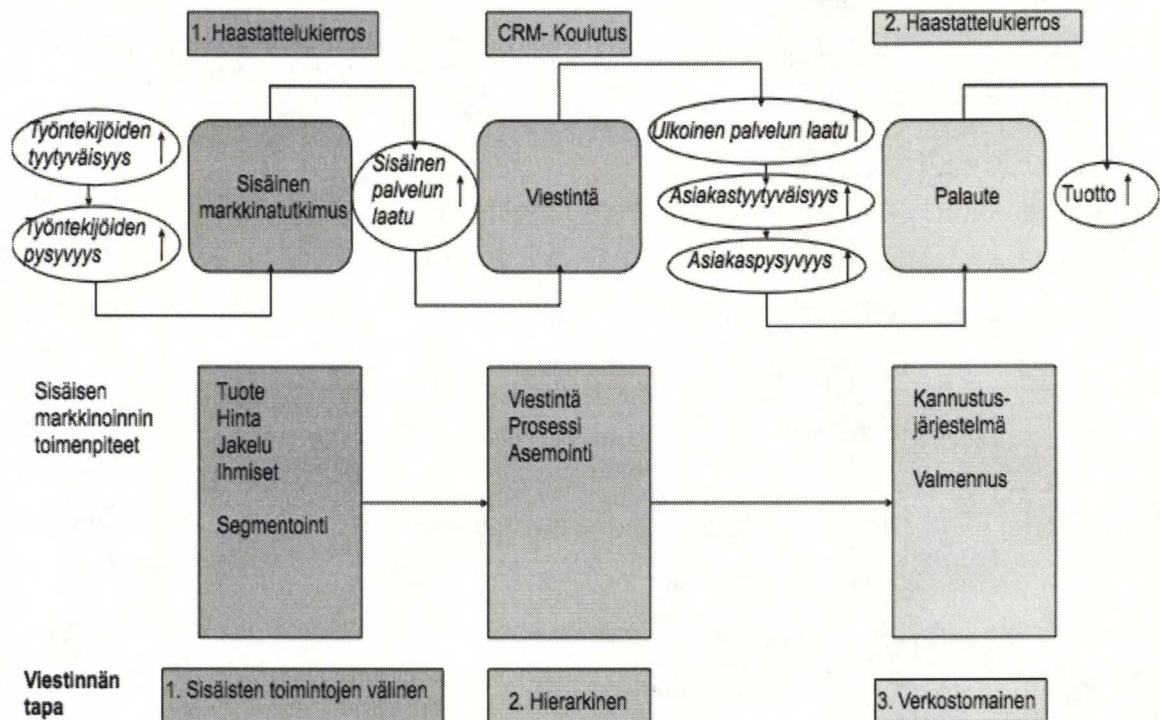 1. Haastattelukierros
CRM- Koulutus
2. Haastattelukierros
Työntekijöiden
tyytyväisyys
Työntekijöiden
pysyvyys
Sisäinen
markkinatutkimus
Sisäinen
palvelun
laatu
Viestintä
Ulkoinen palvelun laatu
Asiakastyytyväisyys
Asiakaspysyvyys
Palaute
Tuotto
Sisäisen
markkinoinnin
toimenpiteet
Tuote
Hinta
Jakelu
Ihmiset
Segmentointi
Viestintä
Prosessi
Asemointi
Kannustus-
järjestelmä
Valmennus
Viestinnän
tapa
1. Sisäisten toimintojen välinen
2. Hierarkinen
3. Verkostomainen